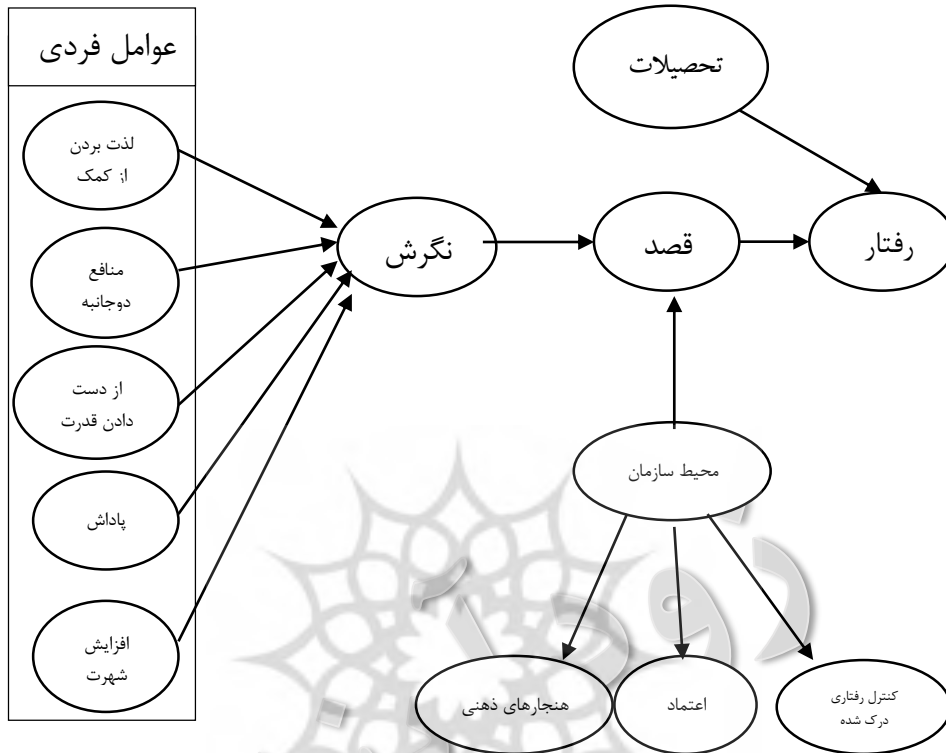 عوامل فردی
تحصیلات
لذت بردن
از کمک
رفتار
قصد
نگرش
منافع
دوجانبه
از دست
دادن قدرت
محیط سازمان
پاداش
افزایش
شهرت
کنترل رفتاری
درک شده
اعتماد
هنجارهای ذهنی